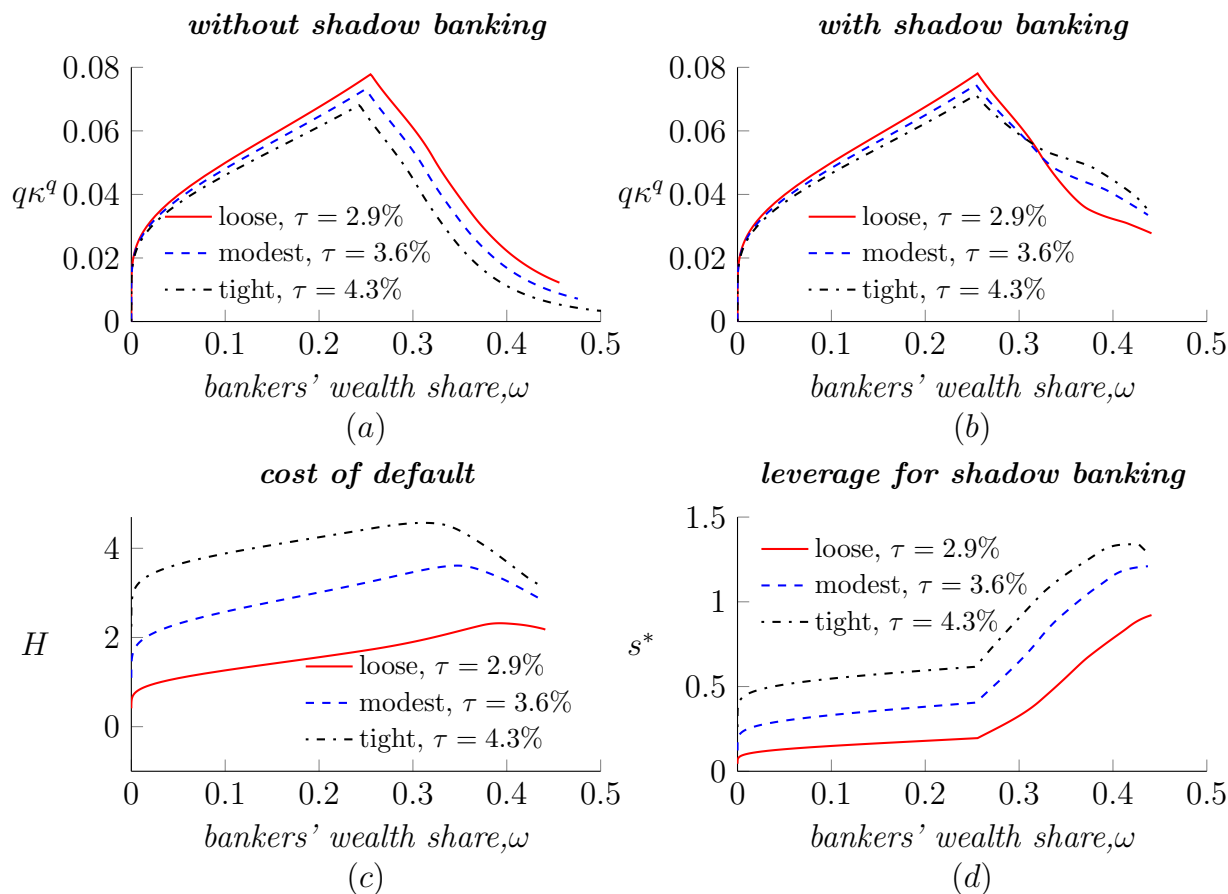 without shadow banking
0.08
0.06
qκ^q 0.04
0.02
0
loose, τ = 2.9%
modest, τ = 3.6%
tight, τ = 4.3%
0 0.1 0.2 0.3 0.4 0.5
bankers' wealth share,ω
(a)
with shadow banking
0.08
0.06
qκ^q 0.04
0.02
0
loose, τ = 2.9%
modest, τ = 3.6%
tight, τ = 4.3%
0 0.1 0.2 0.3 0.4 0.5
bankers' wealth share,ω
(b)
cost of default
4
H 2
0
loose, τ = 2.9%
modest, τ = 3.6%
tight, τ = 4.3%
0 0.1 0.2 0.3 0.4 0.5
bankers' wealth share,ω
(c)
leverage for shadow banking
1.5
loose, τ = 2.9%
modest, τ = 3.6%
tight, τ = 4.3%
1
s*
0.5
0
0 0.1 0.2 0.3 0.4 0.5
bankers' wealth share,ω
(d)